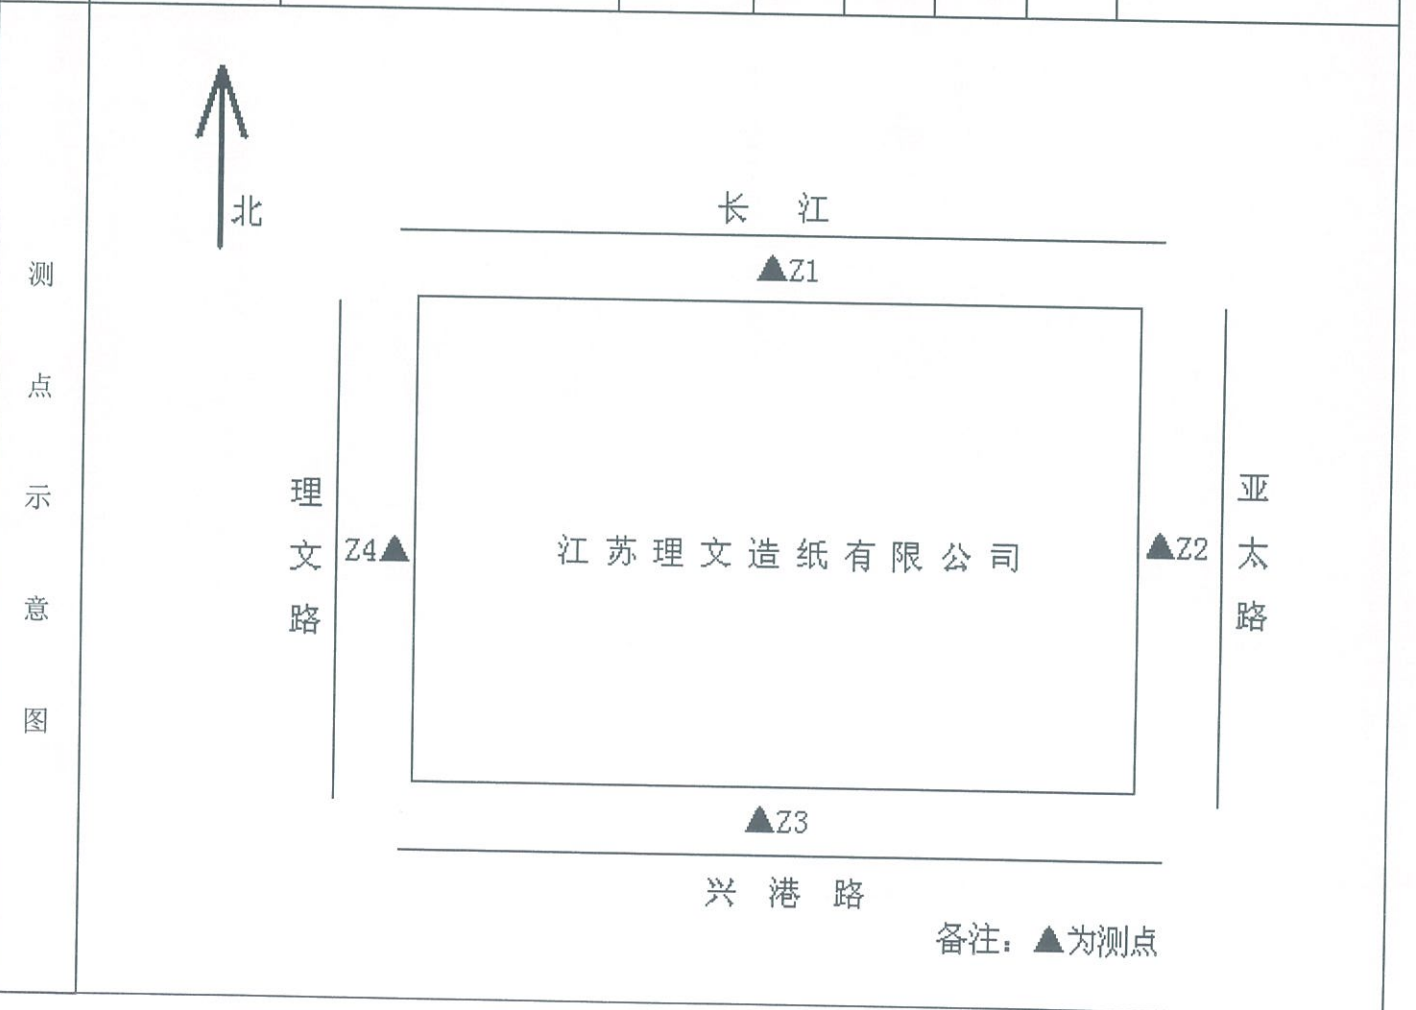 测点示意图
北
长 江
▲Z1
理文路
Z4▲
江苏理文造纸有限公司
▲Z2
亚太路
▲Z3
兴港路
备注：▲为测点